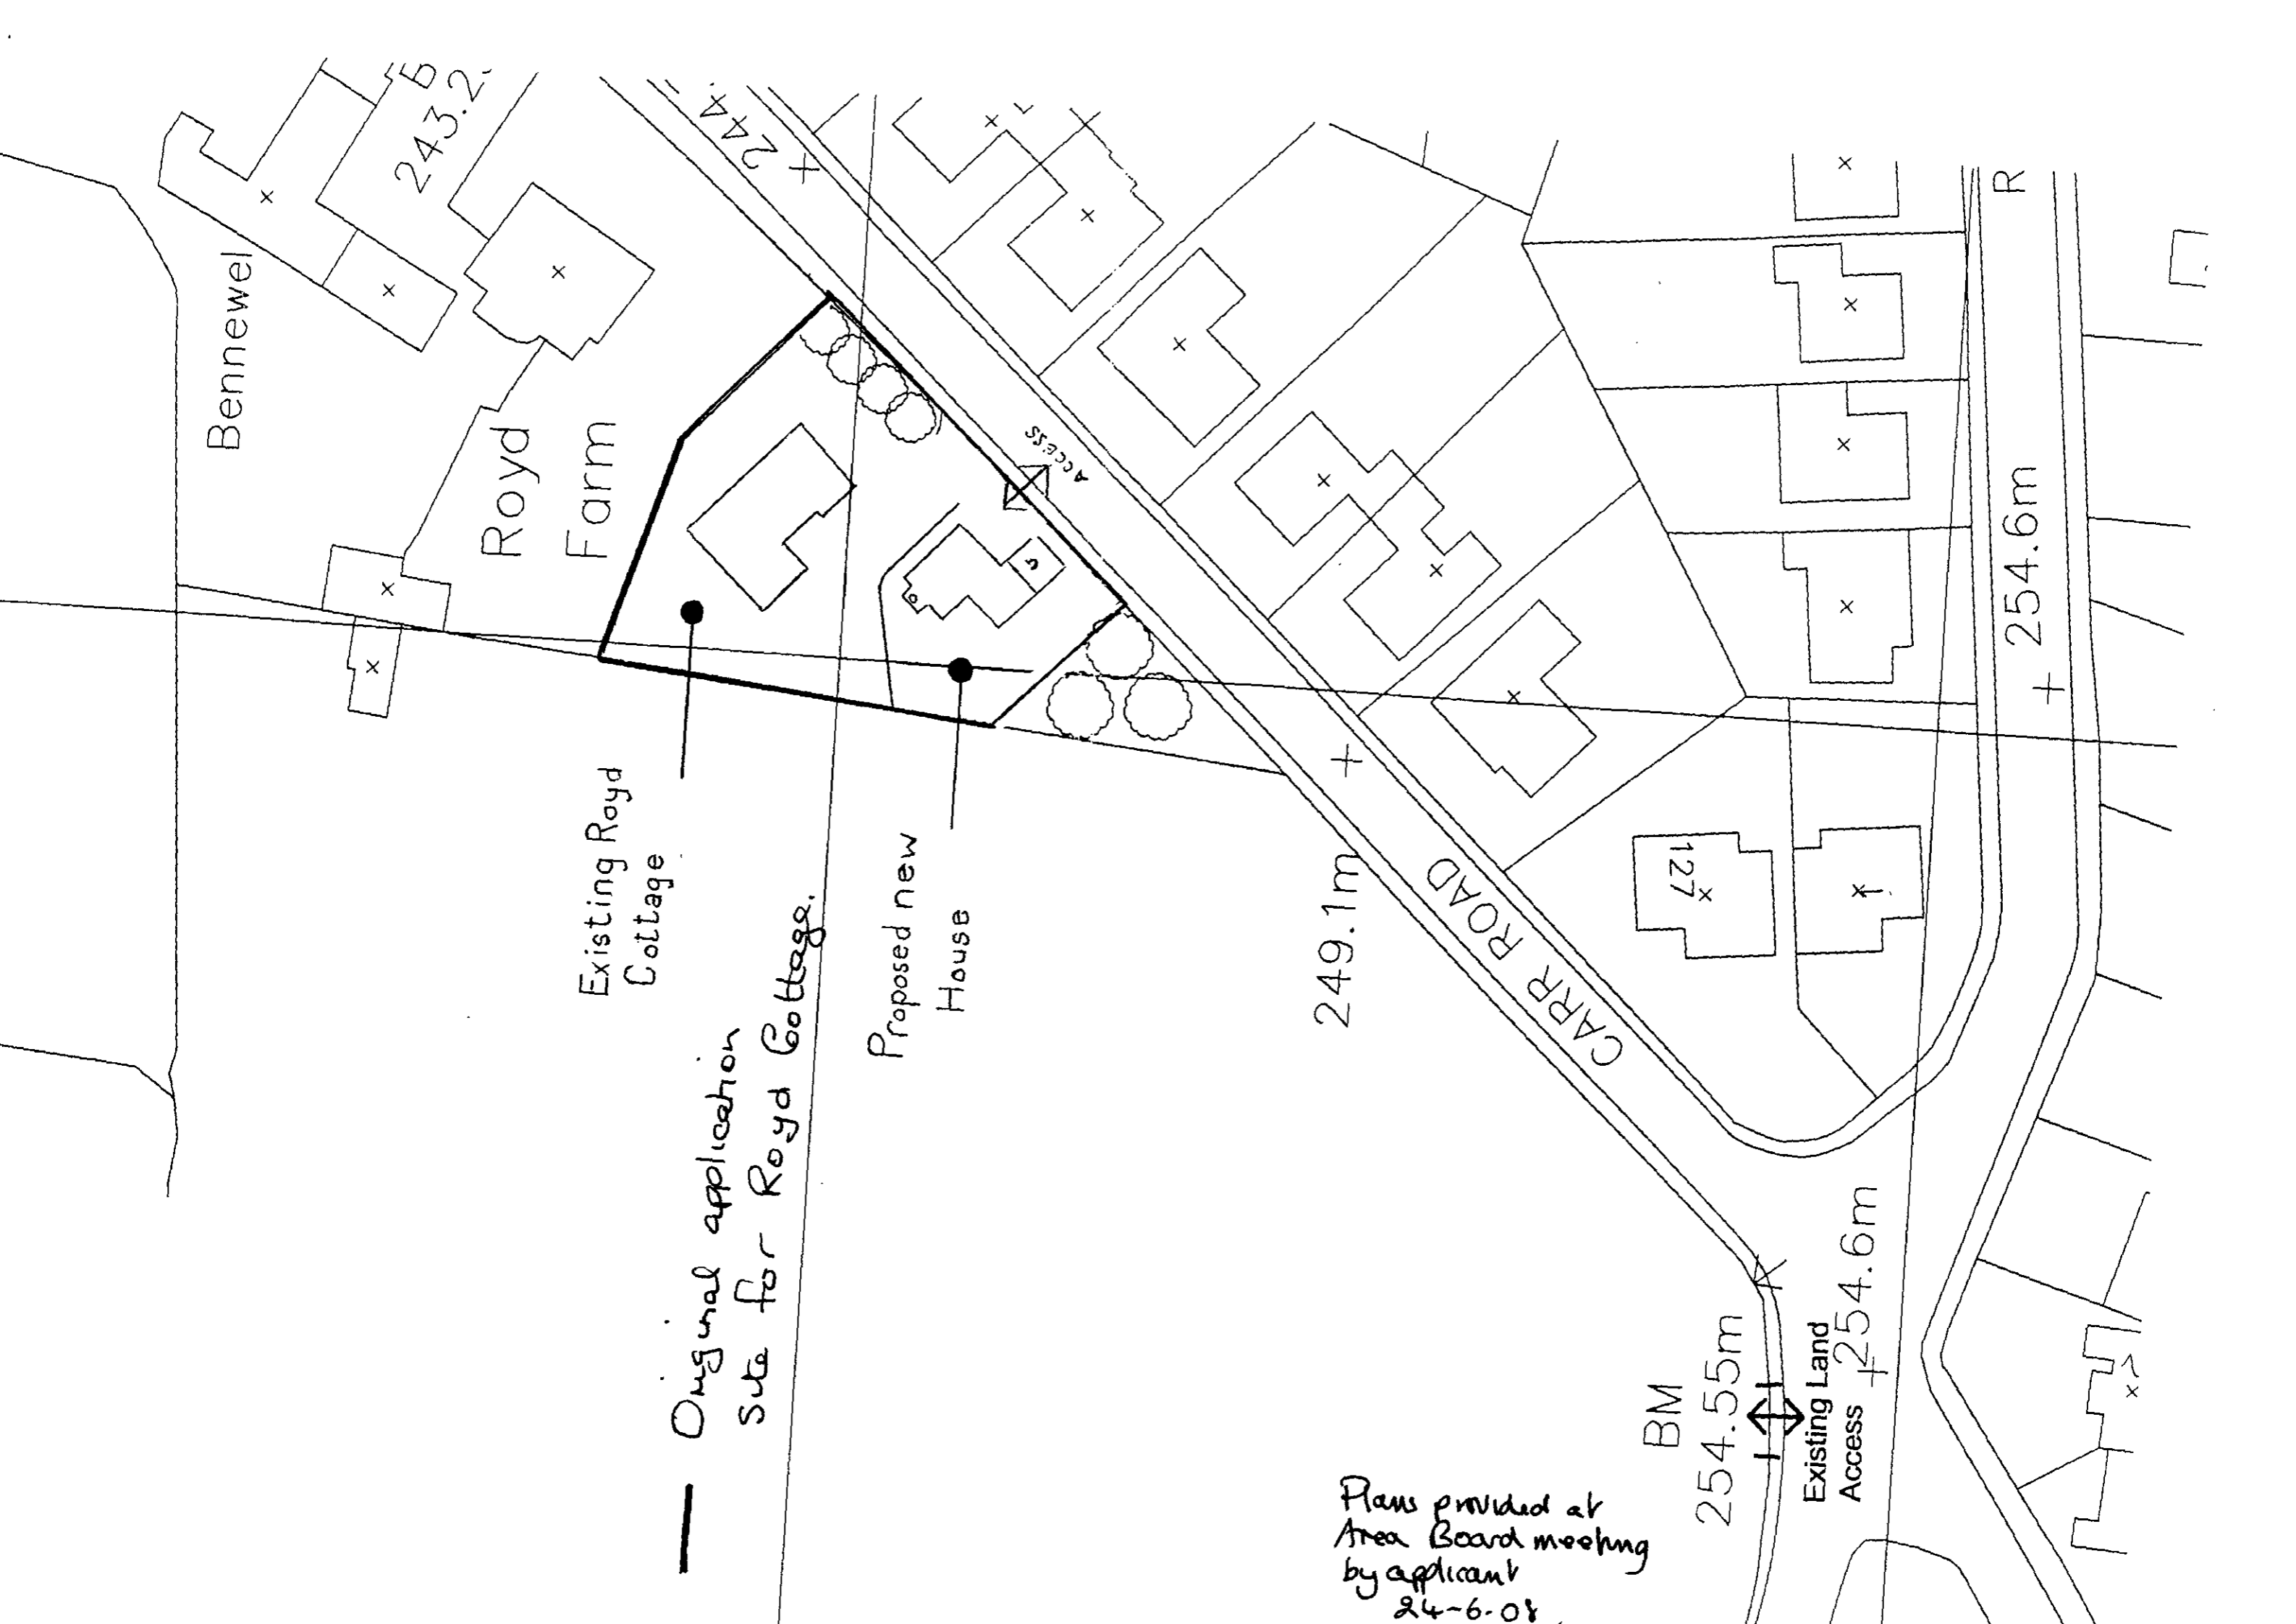 243.2
Bennewel
Royd
Farm
244.
ACCESS
Existing Royd
Cottage
Proposed new
House
Original application
Site for Royd Cottage.
249.1m
CARR ROAD
127
1
R
254.6m
254.6m
BM
254.55m
Existing Land
Access
Plans provided at
Area Board meeting
by applicant
24-6-08